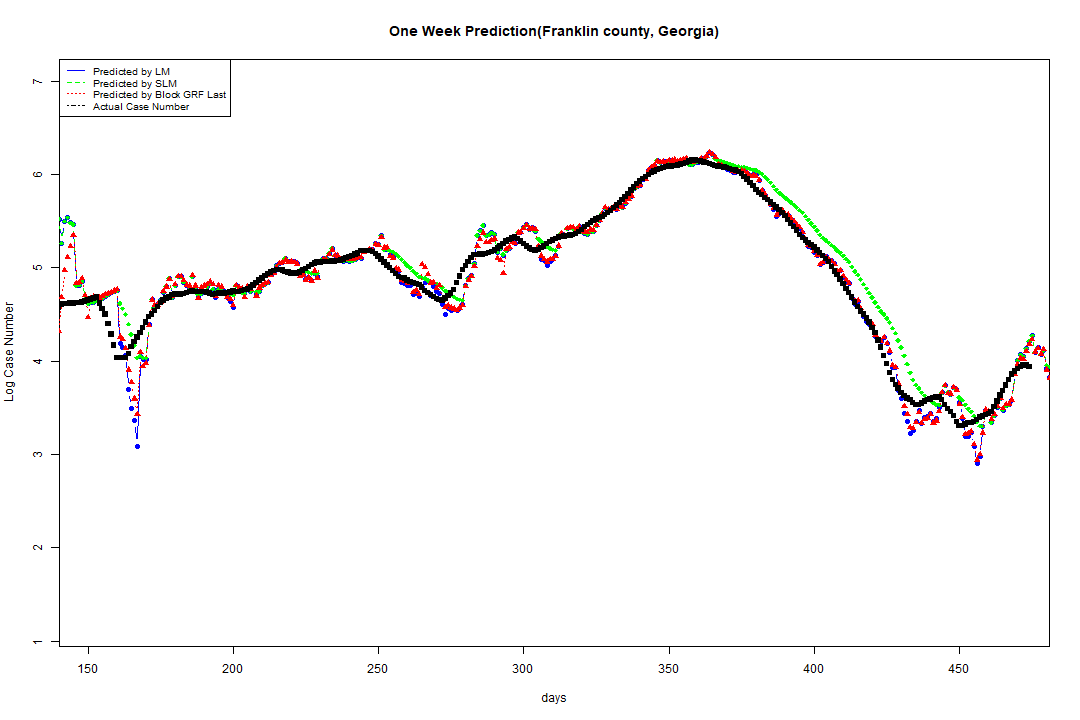 One Week Prediction(Franklin county, Georgia)
Predicted by LM
Predicted by SLM
Predicted by Block GRF Last
Actual Case Number
7
6
5
4
3
2
1
Log Case Number
150 200 250 300 350 400 450
days